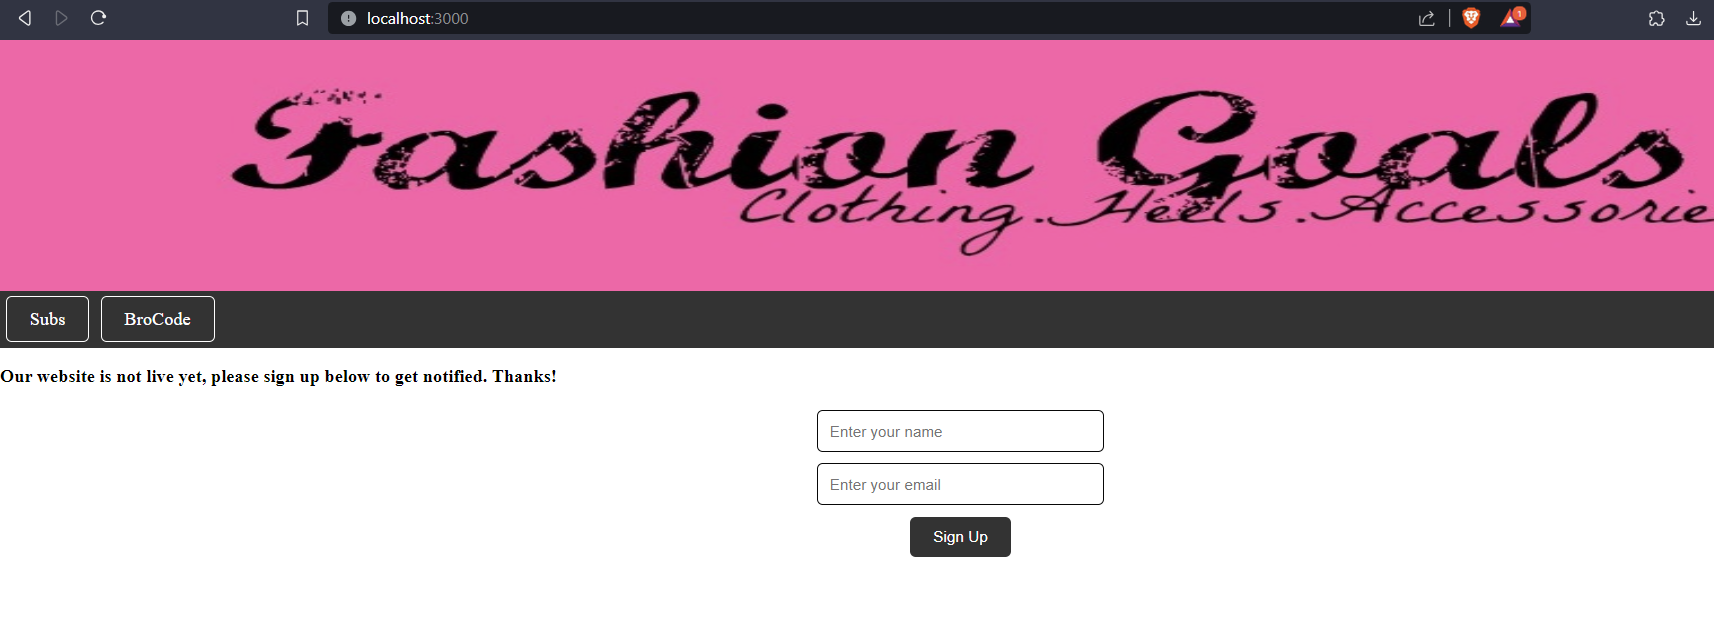 localhost:3000
1
Fashion Goals
Clothing.Heels.Accessorie
Subs BroCode
Our website is not live yet, please sign up below to get notified. Thanks!
Enter your name
Enter your email
Sign Up